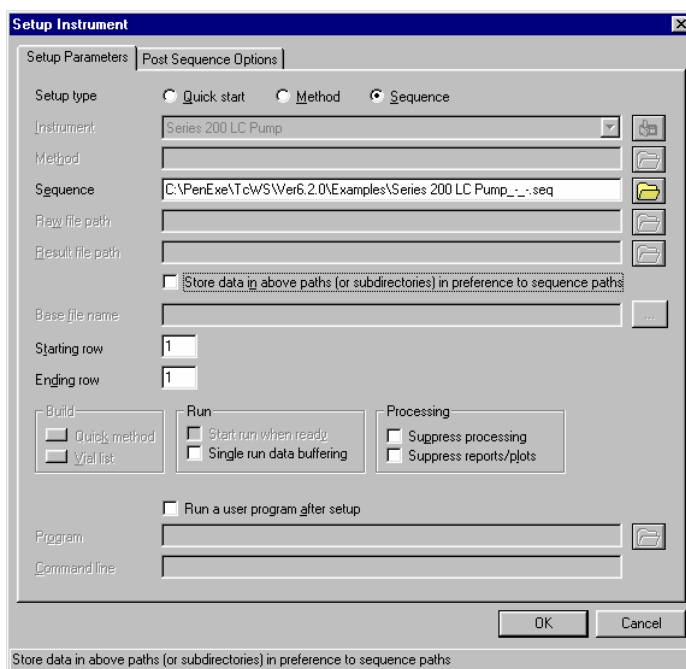 Setup Instrument
Setup Parameters Post Sequence Options
Setup type Quick start Method Sequence
Instrument Series 200 LC Pump
Method
Sequence C:\PenExe\TcWS\Ver6.2.0\Examples\Series 200 LC Pump_-_-.seq
Raw file path
Result file path
Store data in above paths (or subdirectories) in preference to sequence paths
Base file name ...
Starting row 1
Ending row 1
Build Run Processing
Quick method Start run when ready Suppress processing
Vial list Single run data buffering Suppress reports/plots
Run a user program after setup
Program
Command line
OK Cancel
Store data in above paths (or subdirectories) in preference to sequence paths